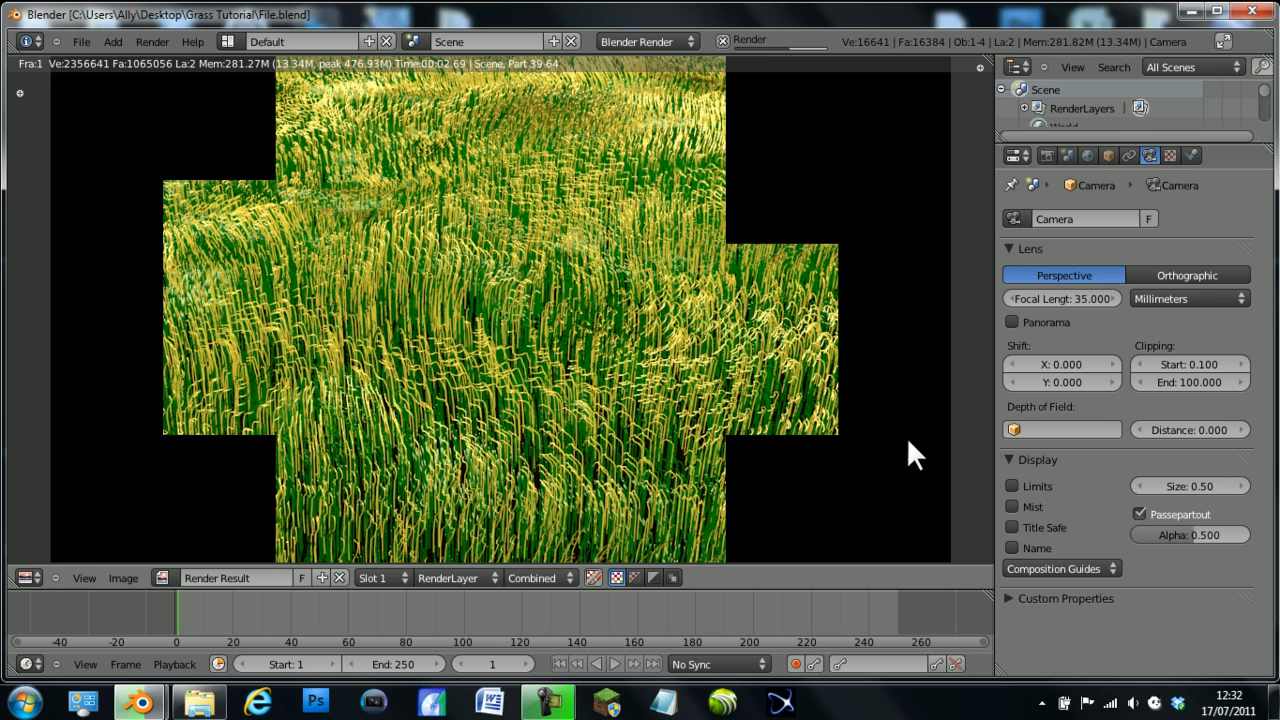 Blender [C:\Users\Ally\Desktop\Grass Tutorial\File.blend]
File Add Render Help Default Scene Blender Render Render Ve:16641 | Fa:16384 | Ob:1-4 | La:2 | Mem:281.82M (13.34M) | Camera
Fra:1 Ve:2356641 Fa:1065056 La:2 Mem:281.27M (13.34M, peak 476.93M) Time:00:02.69 | Scene, Part 39-64
View Search All Scenes
Scene
RenderLayers
World
Camera Camera
Camera F
Lens
Perspective Orthographic
Focal Lengt: 35.000 Millimeters
Panorama
Shift: Clipping:
X: 0.000 Start: 0.100
Y: 0.000 End: 100.000
Depth of Field:
Distance: 0.000
Display
Limits Size: 0.50
Mist Passepartout
Title Safe Alpha: 0.500
Name
Composition Guides
Custom Properties
View Image Render Result F Slot 1 RenderLayer Combined
-40 -20 0 20 40 60 80 100 120 140 160 180 200 220 240 260
View Frame Playback Start: 1 End: 250 1 No Sync
Ps W
12:32
17/07/2011